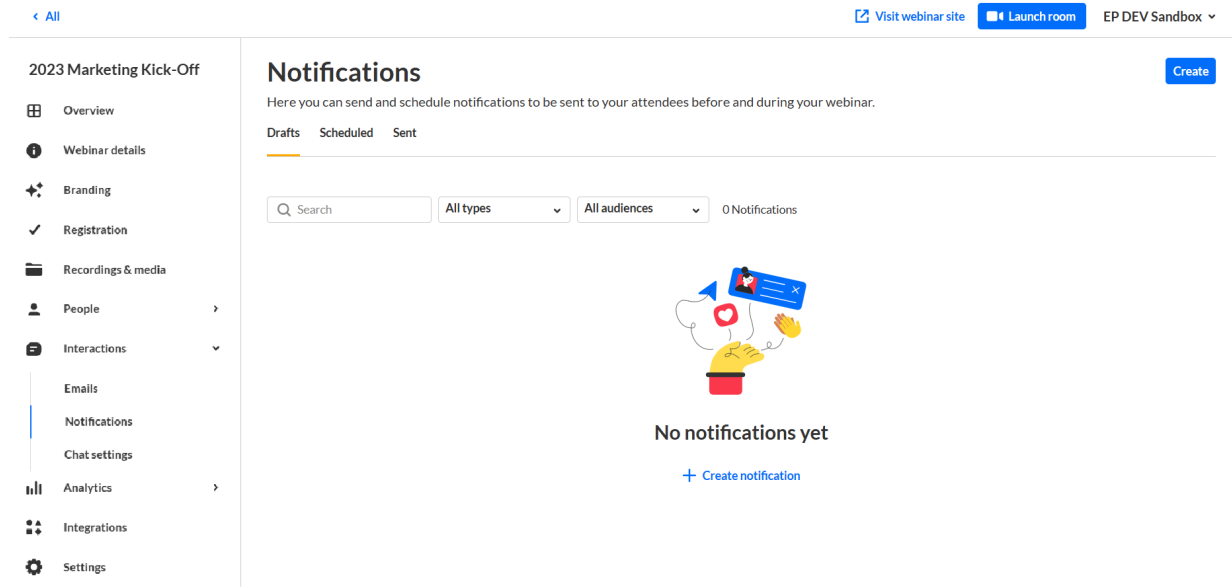 All
Visit webinar site
Launch room
EP DEV Sandbox
2023 Marketing Kick-Off
Overview
Webinar details
Branding
Registration
Recordings & media
People
Interactions
Emails
Notifications
Chat settings
Analytics
Integrations
Settings
Notifications
Create
Here you can send and schedule notifications to be sent to your attendees before and during your webinar.
Drafts Scheduled Sent
Search All types All audiences 0 Notifications
No notifications yet
Create notification